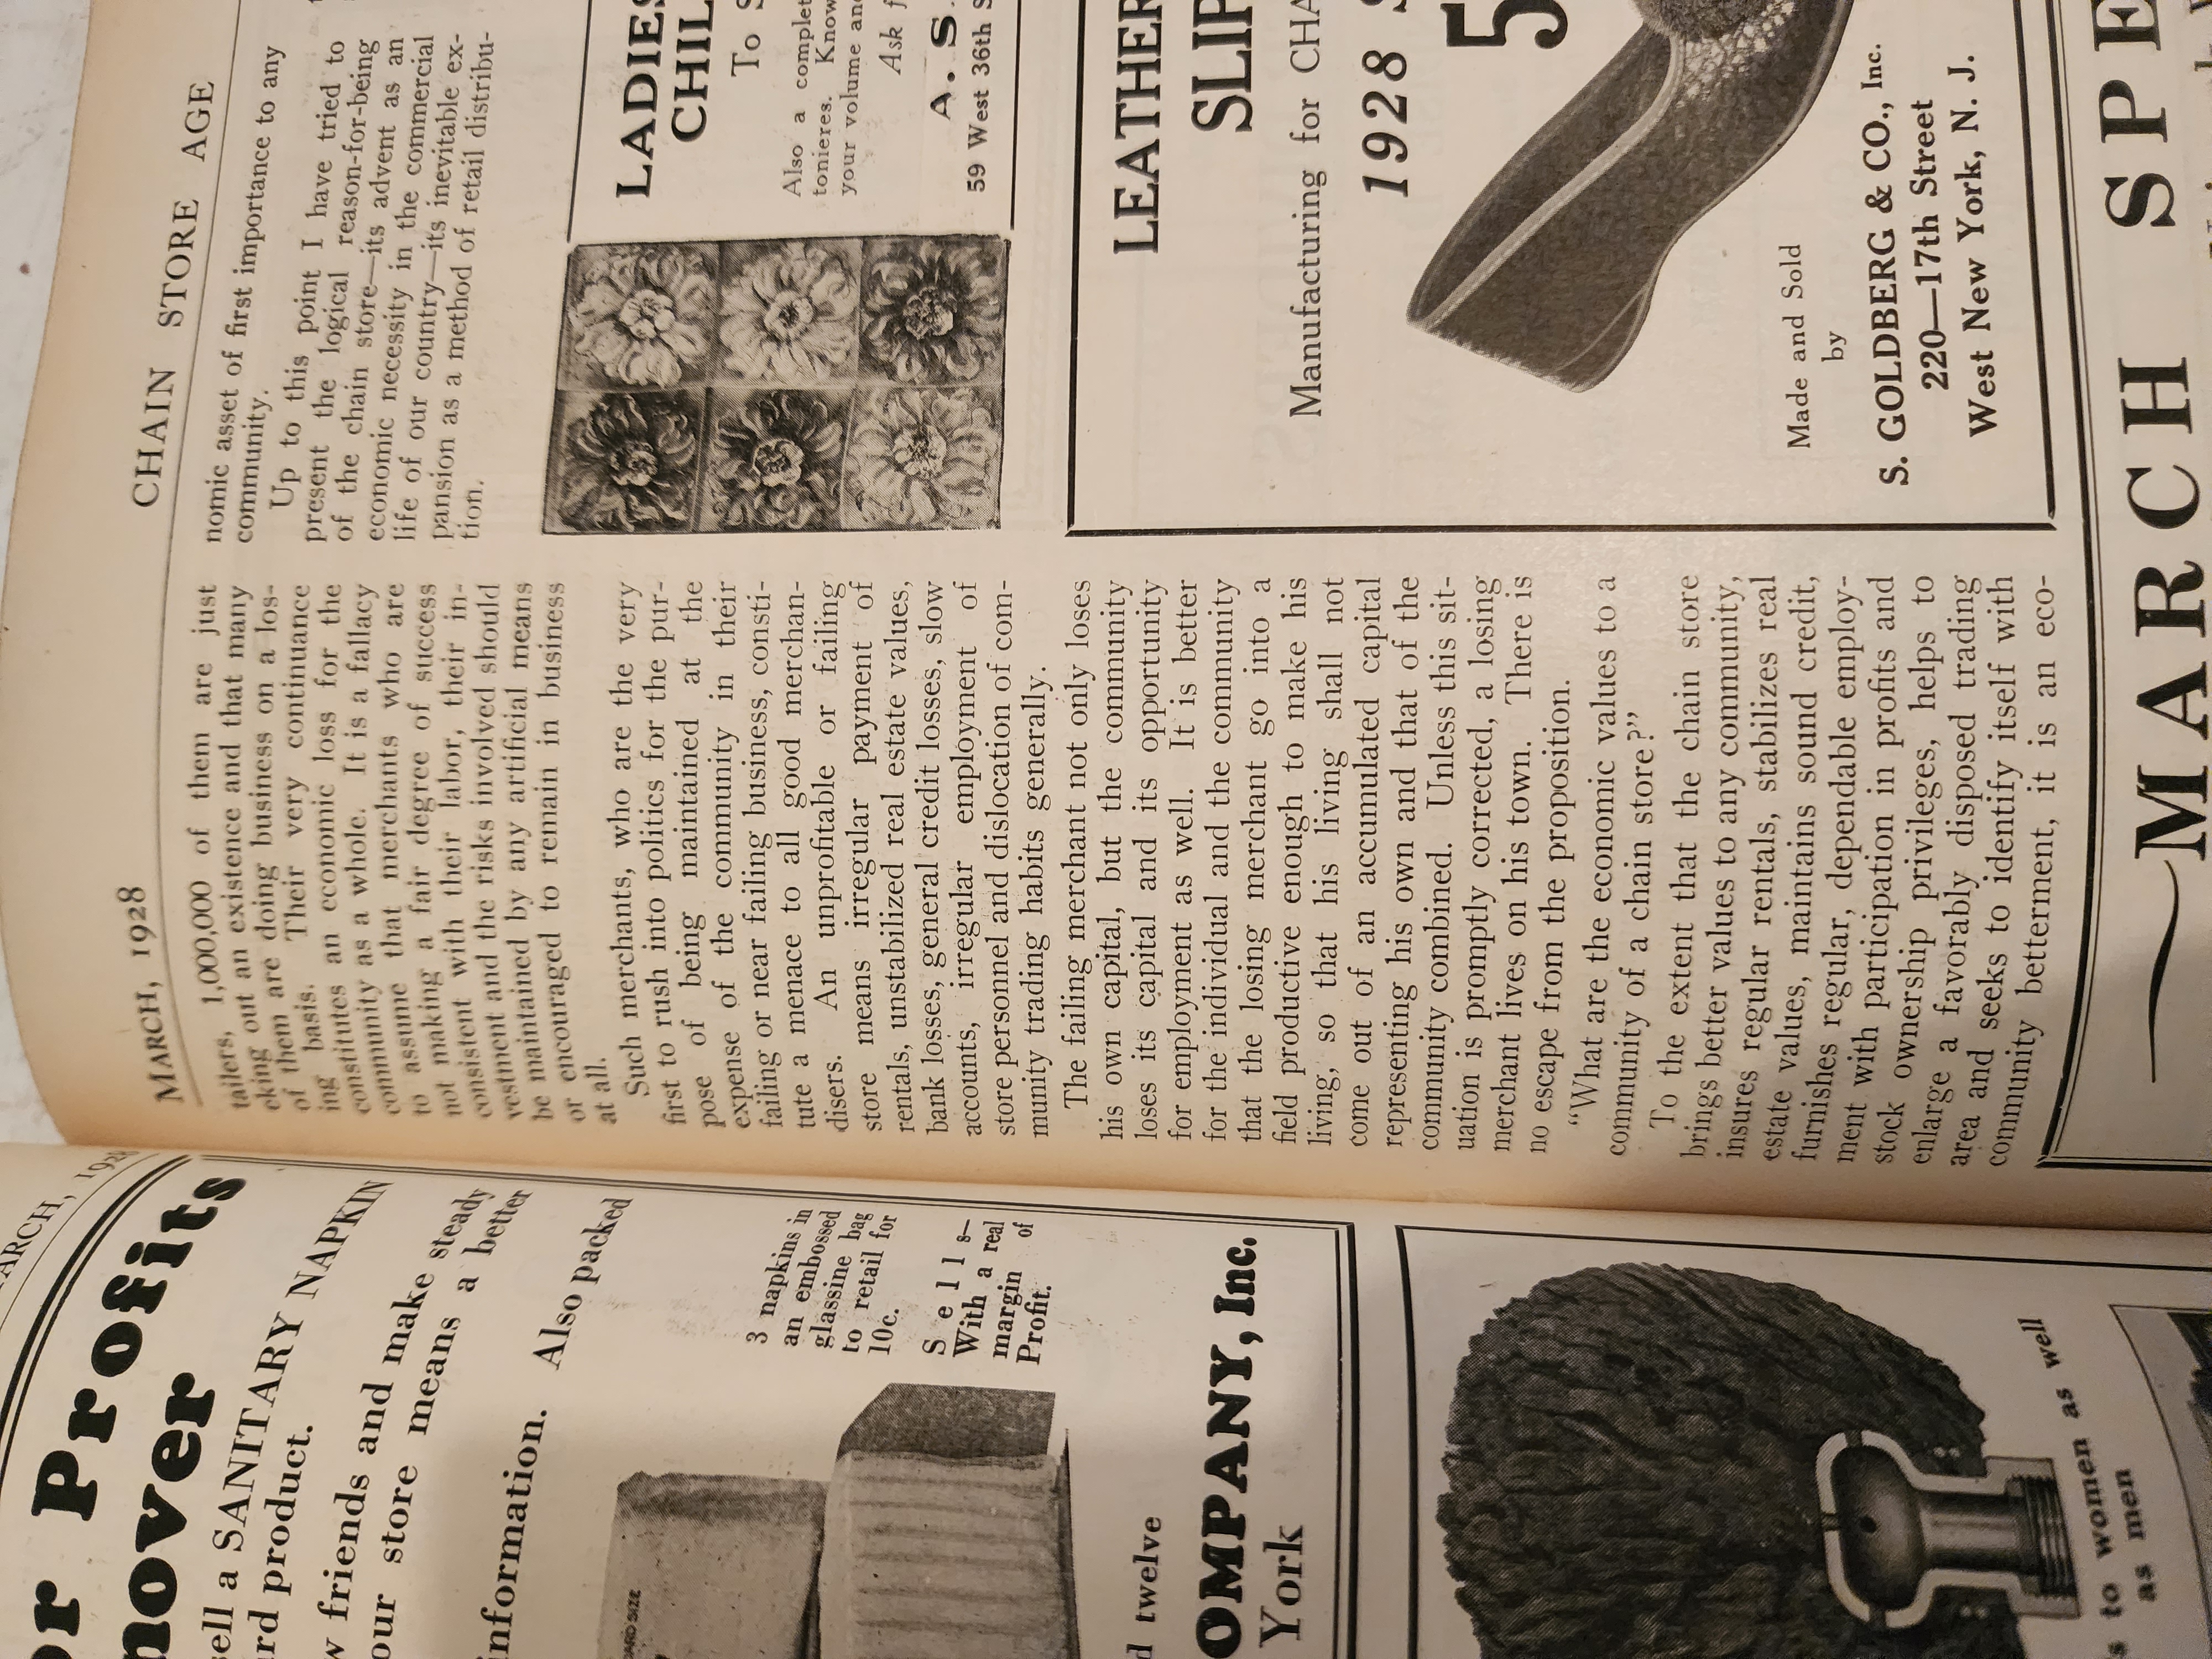 MARCH, 1928
CHAIN STORE AGE
tailers, 1,000,000 of them are just
eking out an existence and that many
of them are doing business on a los-
ing basis. Their very continuance
constitutes an economic loss for the
community as a whole. It is a fallacy
to assume that merchants who are
not making a fair degree of success
consistent with their labor, their in-
vestment and the risks involved should
be maintained by any artificial means
or encouraged to remain in business
at all.
Such merchants, who are the very
first to rush into politics for the pur-
pose of being maintained at the
expense of the community in their
failing or near failing business, consti-
tute a menace to all good merchan-
disers. An unprofitable or failing
store means irregular payment of
rentals, unstabilized real estate values,
bank losses, general credit losses, slow
accounts, irregular employment of
store personnel and dislocation of com-
munity trading habits generally.
The failing merchant not only loses
his own capital, but the community
loses its capital and its opportunity
for employment as well. It is better
for the individual and the community
that the losing merchant go into a
field productive enough to make his
living, so that his living shall not
come out of an accumulated capital
representing his own and that of the
community combined. Unless this sit-
uation is promptly corrected, a losing
merchant lives on his town. There is
no escape from the proposition.
"What are the economic values to a
community of a chain store?"
To the extent that the chain store
brings better values to any community,
insures regular rentals, stabilizes real
estate values, maintains sound credit,
furnishes regular, dependable employ-
ment with participation in profits and
stock ownership privileges, helps to
enlarge a favorably disposed trading
area and seeks to identify itself with
community betterment, it is an eco-
nomic asset of first importance to any
community.
Up to this point I have tried to
present the logical reason-for-being
of the chain store—its advent as an
economic necessity in the commercial
life of our country—its inevitable ex-
pansion as a method of retail distribu-
tion.
LADIES
CHIL
To S
Also a complet
tonieres. Know
your volume and
Ask f
A. S.
59 West 36th S
LEATHER
SLIP
Manufacturing for CHA
1928 S
5
Made and Sold
by
S. GOLDBERG & CO., Inc.
220—17th Street
West New York, N. J.
MARCH SPE
ARCH, 1928
or Profits
nover
sell a SANITARY NAPKIN
ard product.
w friends and make steady
our store means a better
information. Also packed
3 napkins in
an embossed
glassine bag
to retail for
10c.
Sells—
With a real
margin of
Profit.
d twelve
OMPANY, Inc.
York
s to women as well
as men